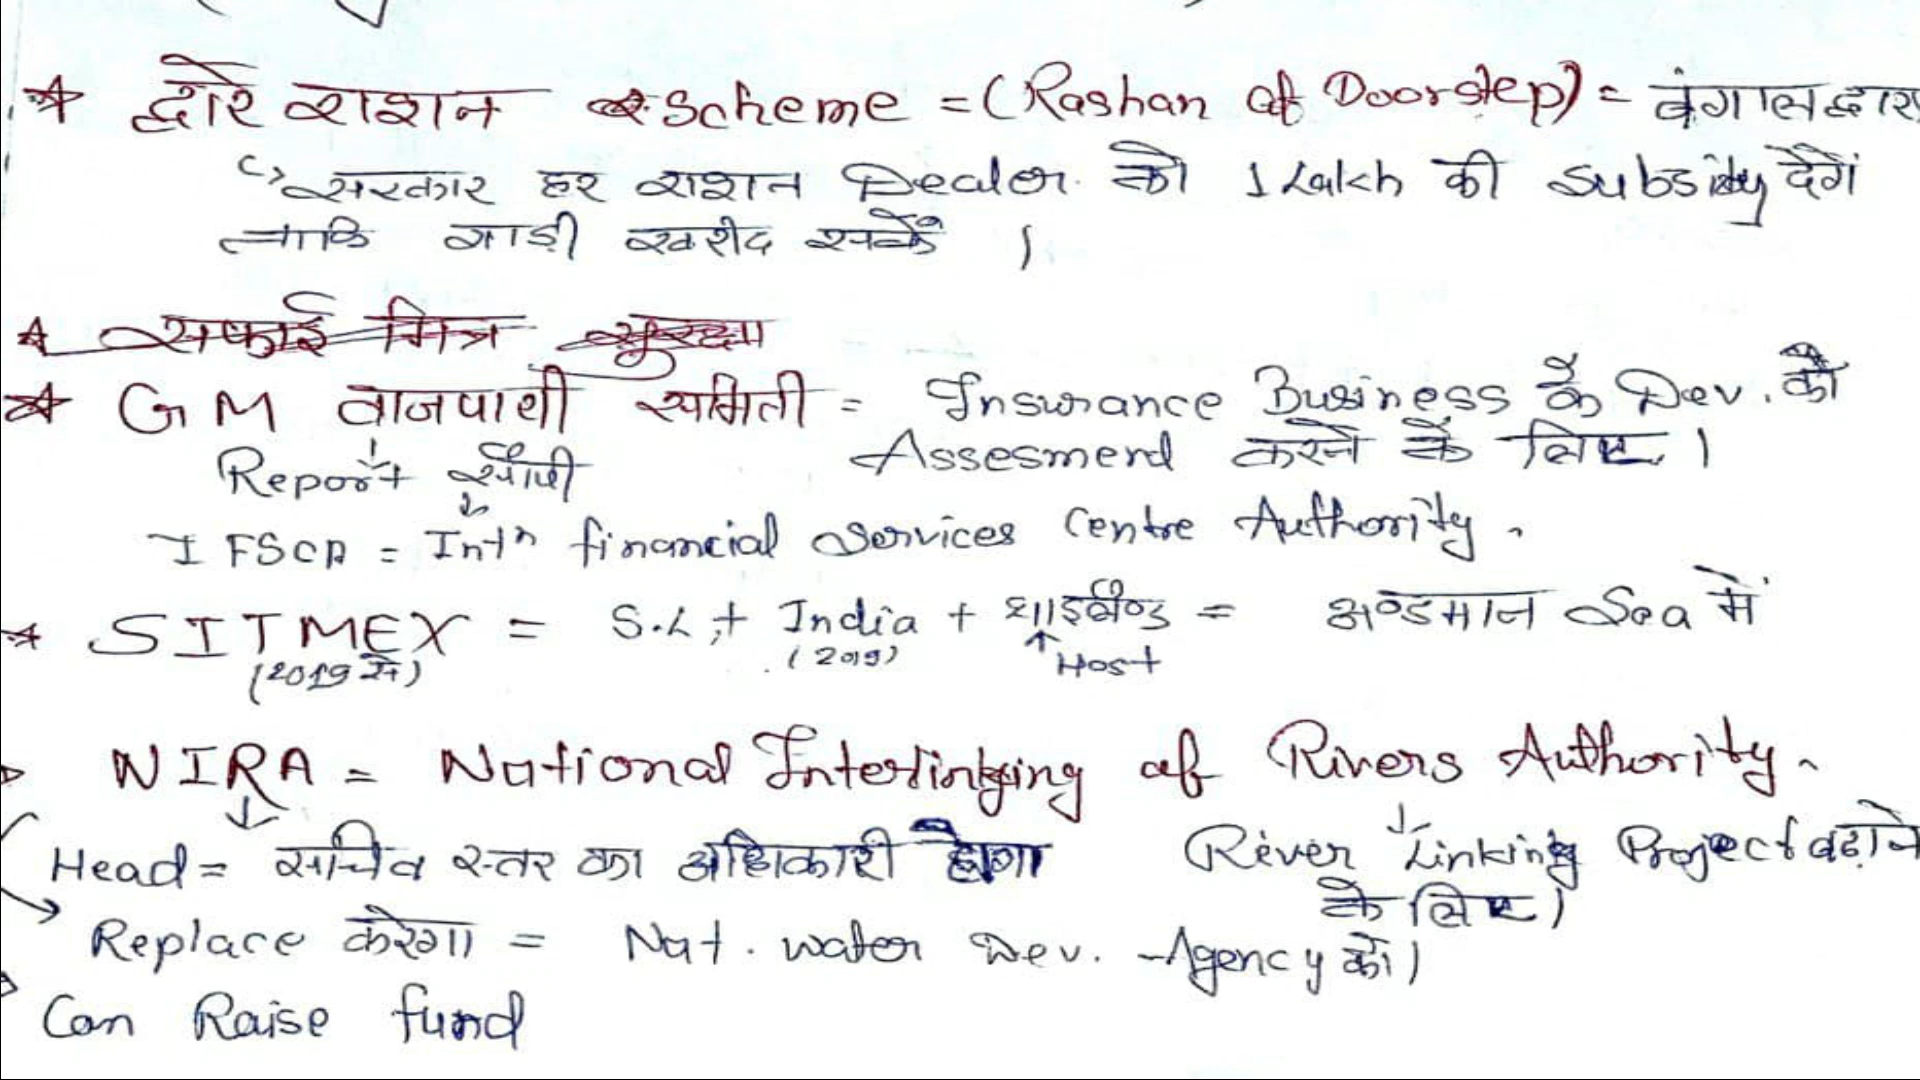 * द्वारे राशन Scheme = (Rashan at Doorstep) = बंगाल द्वारा
सरकार हर राशन Dealer को 1 Lakh की subsidy देगें
ताकि गाड़ी खरीद सकें ।
* सफाई मित्र सुरक्षा
* GM वाजपायी समिती = Insurance Business के Dev. को
Report सौंपी Assesmend करने के लिए ।
IFSCA = Intn financial Services Centre Authority.
* SITMEX = S.L + India + थाईलैण्ड = अण्डमान Sea में
(2019 से) (2019) Host
NIRA = National Interlinking of Rivers Authority.
Head = सचिव स्तर का अधिकारी होगा River Linking Project बढ़ाने
के लिए ।
Replace करेगा = Nat. water Dev. Agency को ।
Can Raise fund